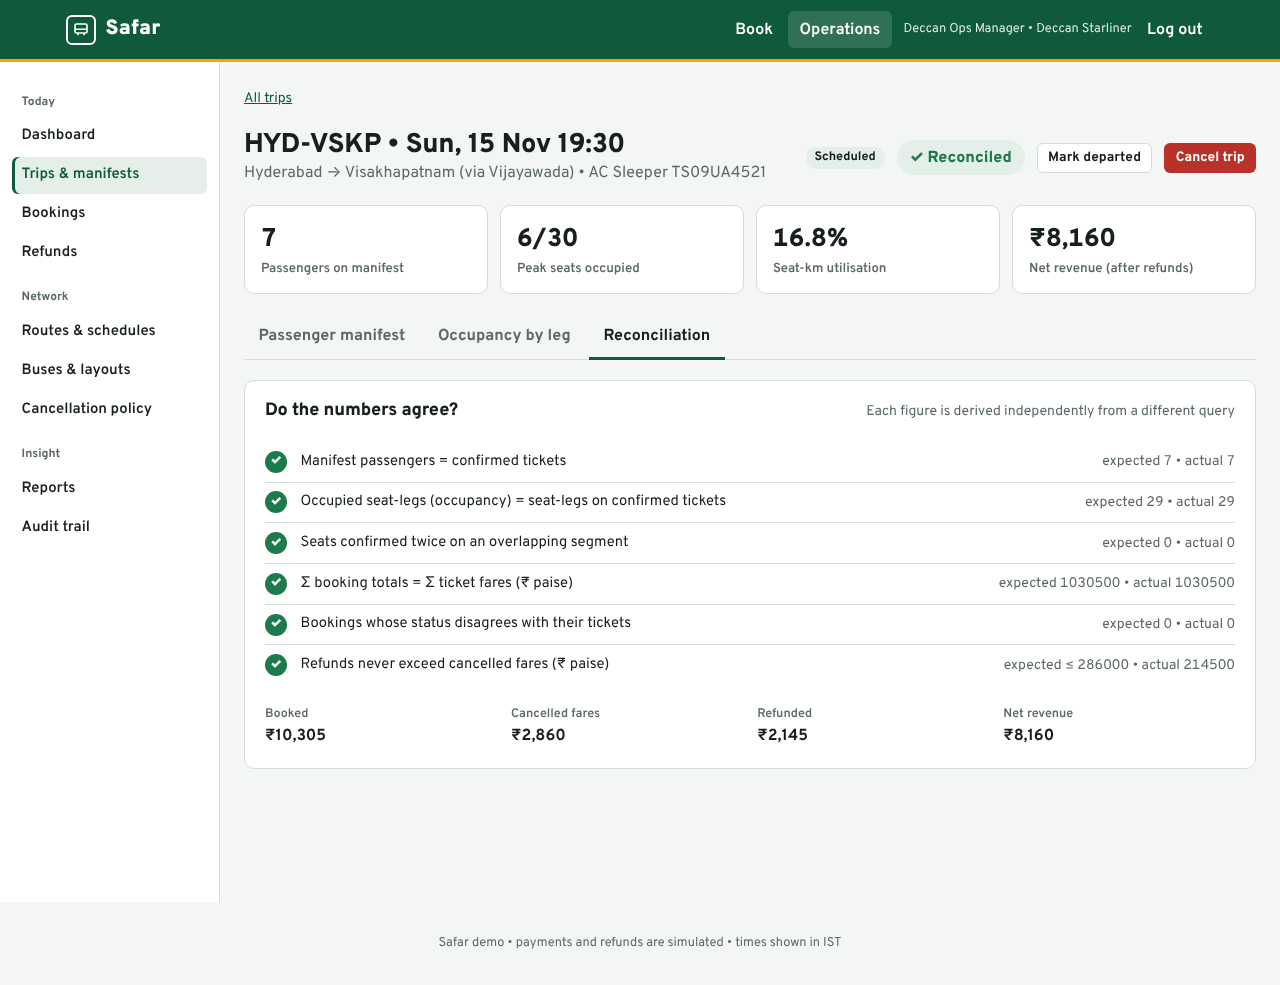 Safar
Book
Operations
Deccan Ops Manager • Deccan Starliner
Log out
Today
Dashboard
Trips & manifests
Bookings
Refunds
Network
Routes & schedules
Buses & layouts
Cancellation policy
Insight
Reports
Audit trail
All trips
HYD-VSKP • Sun, 15 Nov 19:30
Hyderabad → Visakhapatnam (via Vijayawada) • AC Sleeper TS09UA4521
Scheduled
✓ Reconciled
Mark departed
Cancel trip
7
Passengers on manifest
6/30
Peak seats occupied
16.8%
Seat-km utilisation
₹8,160
Net revenue (after refunds)
Passenger manifest
Occupancy by leg
Reconciliation
Do the numbers agree?
Each figure is derived independently from a different query
Manifest passengers = confirmed tickets
expected 7 • actual 7
Occupied seat-legs (occupancy) = seat-legs on confirmed tickets
expected 29 • actual 29
Seats confirmed twice on an overlapping segment
expected 0 • actual 0
Σ booking totals = Σ ticket fares (₹ paise)
expected 1030500 • actual 1030500
Bookings whose status disagrees with their tickets
expected 0 • actual 0
Refunds never exceed cancelled fares (₹ paise)
expected ≤ 286000 • actual 214500
Booked
₹10,305
Cancelled fares
₹2,860
Refunded
₹2,145
Net revenue
₹8,160
Safar demo • payments and refunds are simulated • times shown in IST